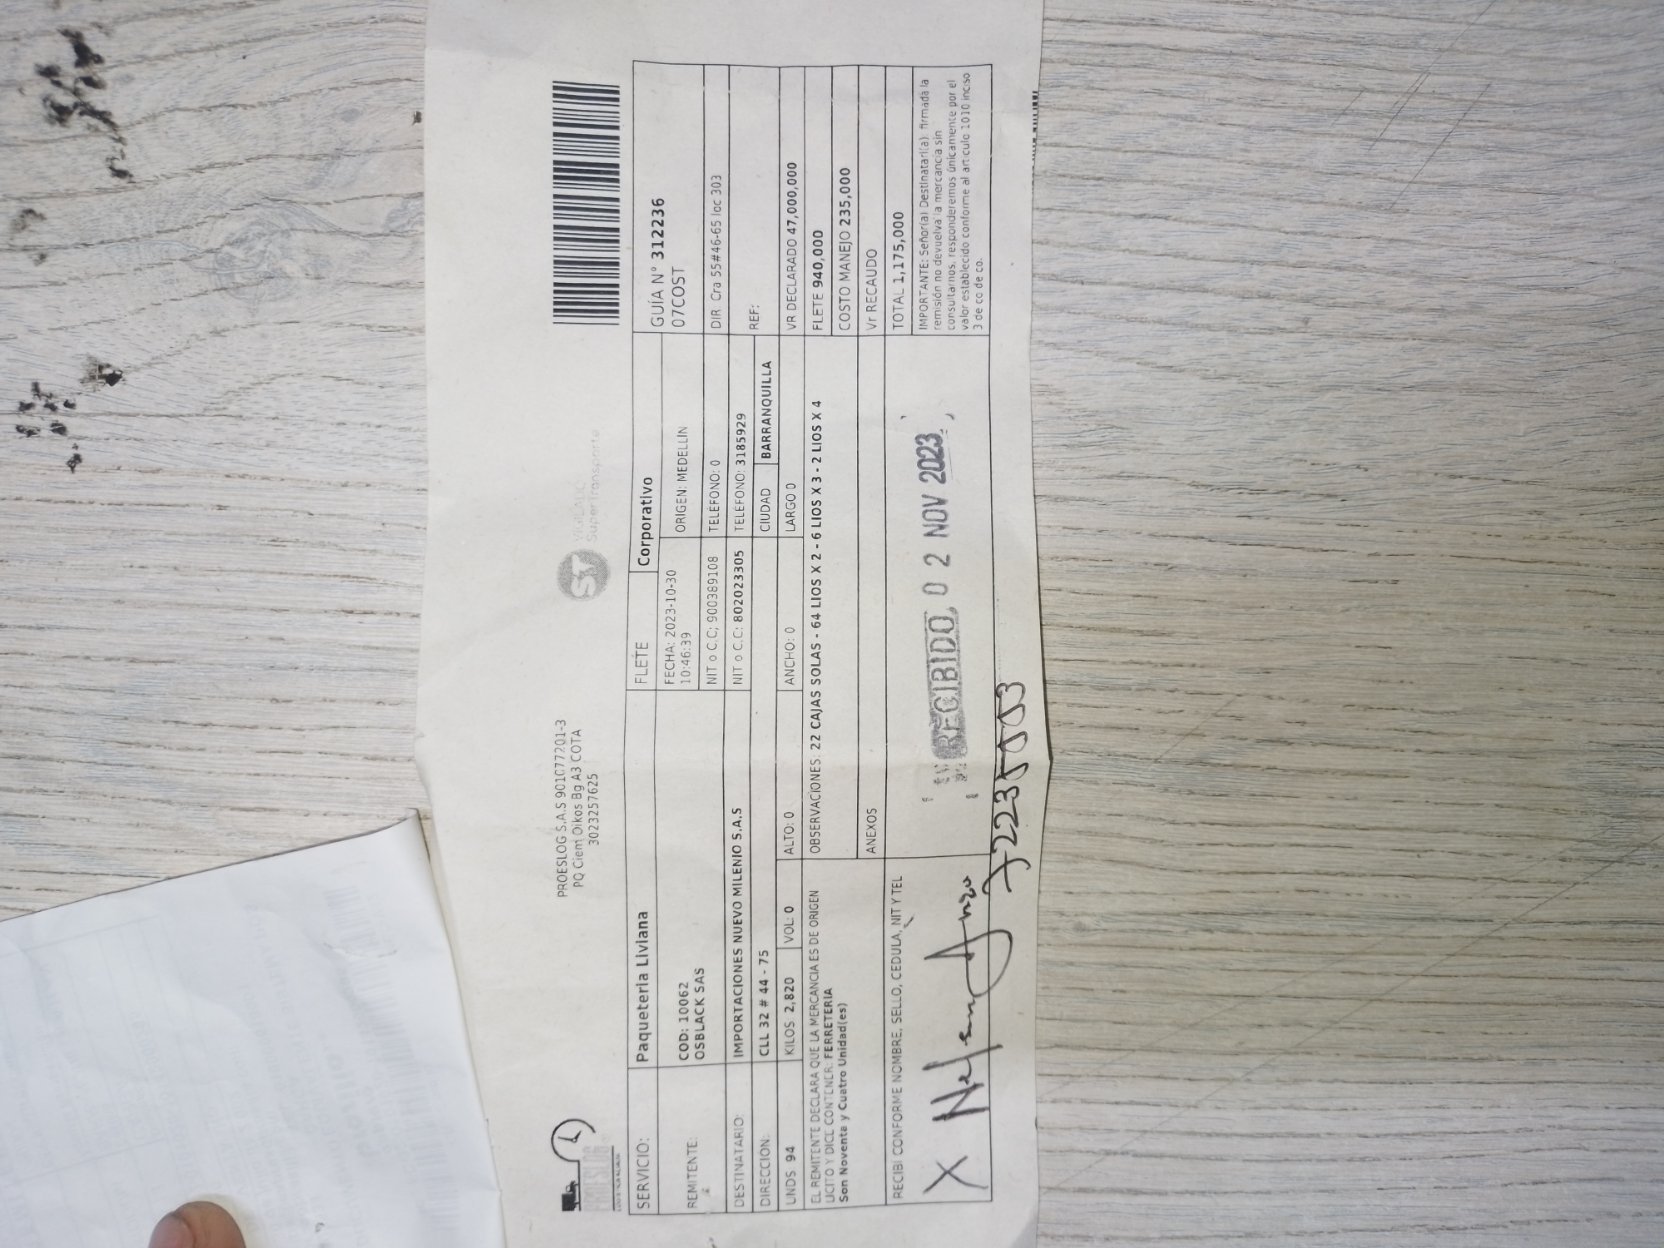 PROESLOG S.A.S 901077201-3
PQ Ciem Oikos Bg A3 COTA
3023257625
VIGILADO
SuperTransporte
SERVICIO: Paqueteria Liviana FLETE Corporativo
GUÍA N° 312236
07COST
REMITENTE: COD: 10062
OSBLACK SAS
FECHA: 2023-10-30
10:46:39
ORIGEN: MEDELLIN
NIT o C.C: 900389108 TELEFONO: 0 DIR Cra 55#46-65 loc 303
DESTINATARIO: IMPORTACIONES NUEVO MILENIO S.A.S NIT o C.C: 802023305 TELEFONO: 3185929
DIRECCION: CLL 32 # 44 - 75 CIUDAD BARRANQUILLA REF:
UNDS 94 KILOS 2,820 VOL: 0 ALTO: 0 ANCHO: 0 LARGO 0 VR DECLARADO 47,000,000
EL REMITENTE DECLARA QUE LA MERCANCIA ES DE ORIGEN
LICITO Y DICE CONTENER: FERRETERIA
Son Noventa y Cuatro Unidad(es)
OBSERVACIONES: 22 CAJAS SOLAS - 64 LIOS X 2 - 6 LIOS X 3 - 2 LIOS X 4
FLETE 940,000
COSTO MANEJO 235,000
ANEXOS
Vr RECAUDO
TOTAL 1,175,000
RECIBI CONFORME NOMBRE, SELLO, CEDULA, NIT Y TEL
IMPORTANTE: Señor(a) Destinatari(a): firmada la
remisión no devuelva la mercancia sin
consultarnos, responderemos únicamente por el
valor establecido conforme al articulo 1010 inciso
3 de co de co.
RECIBIDO 02 NOV 2023
X